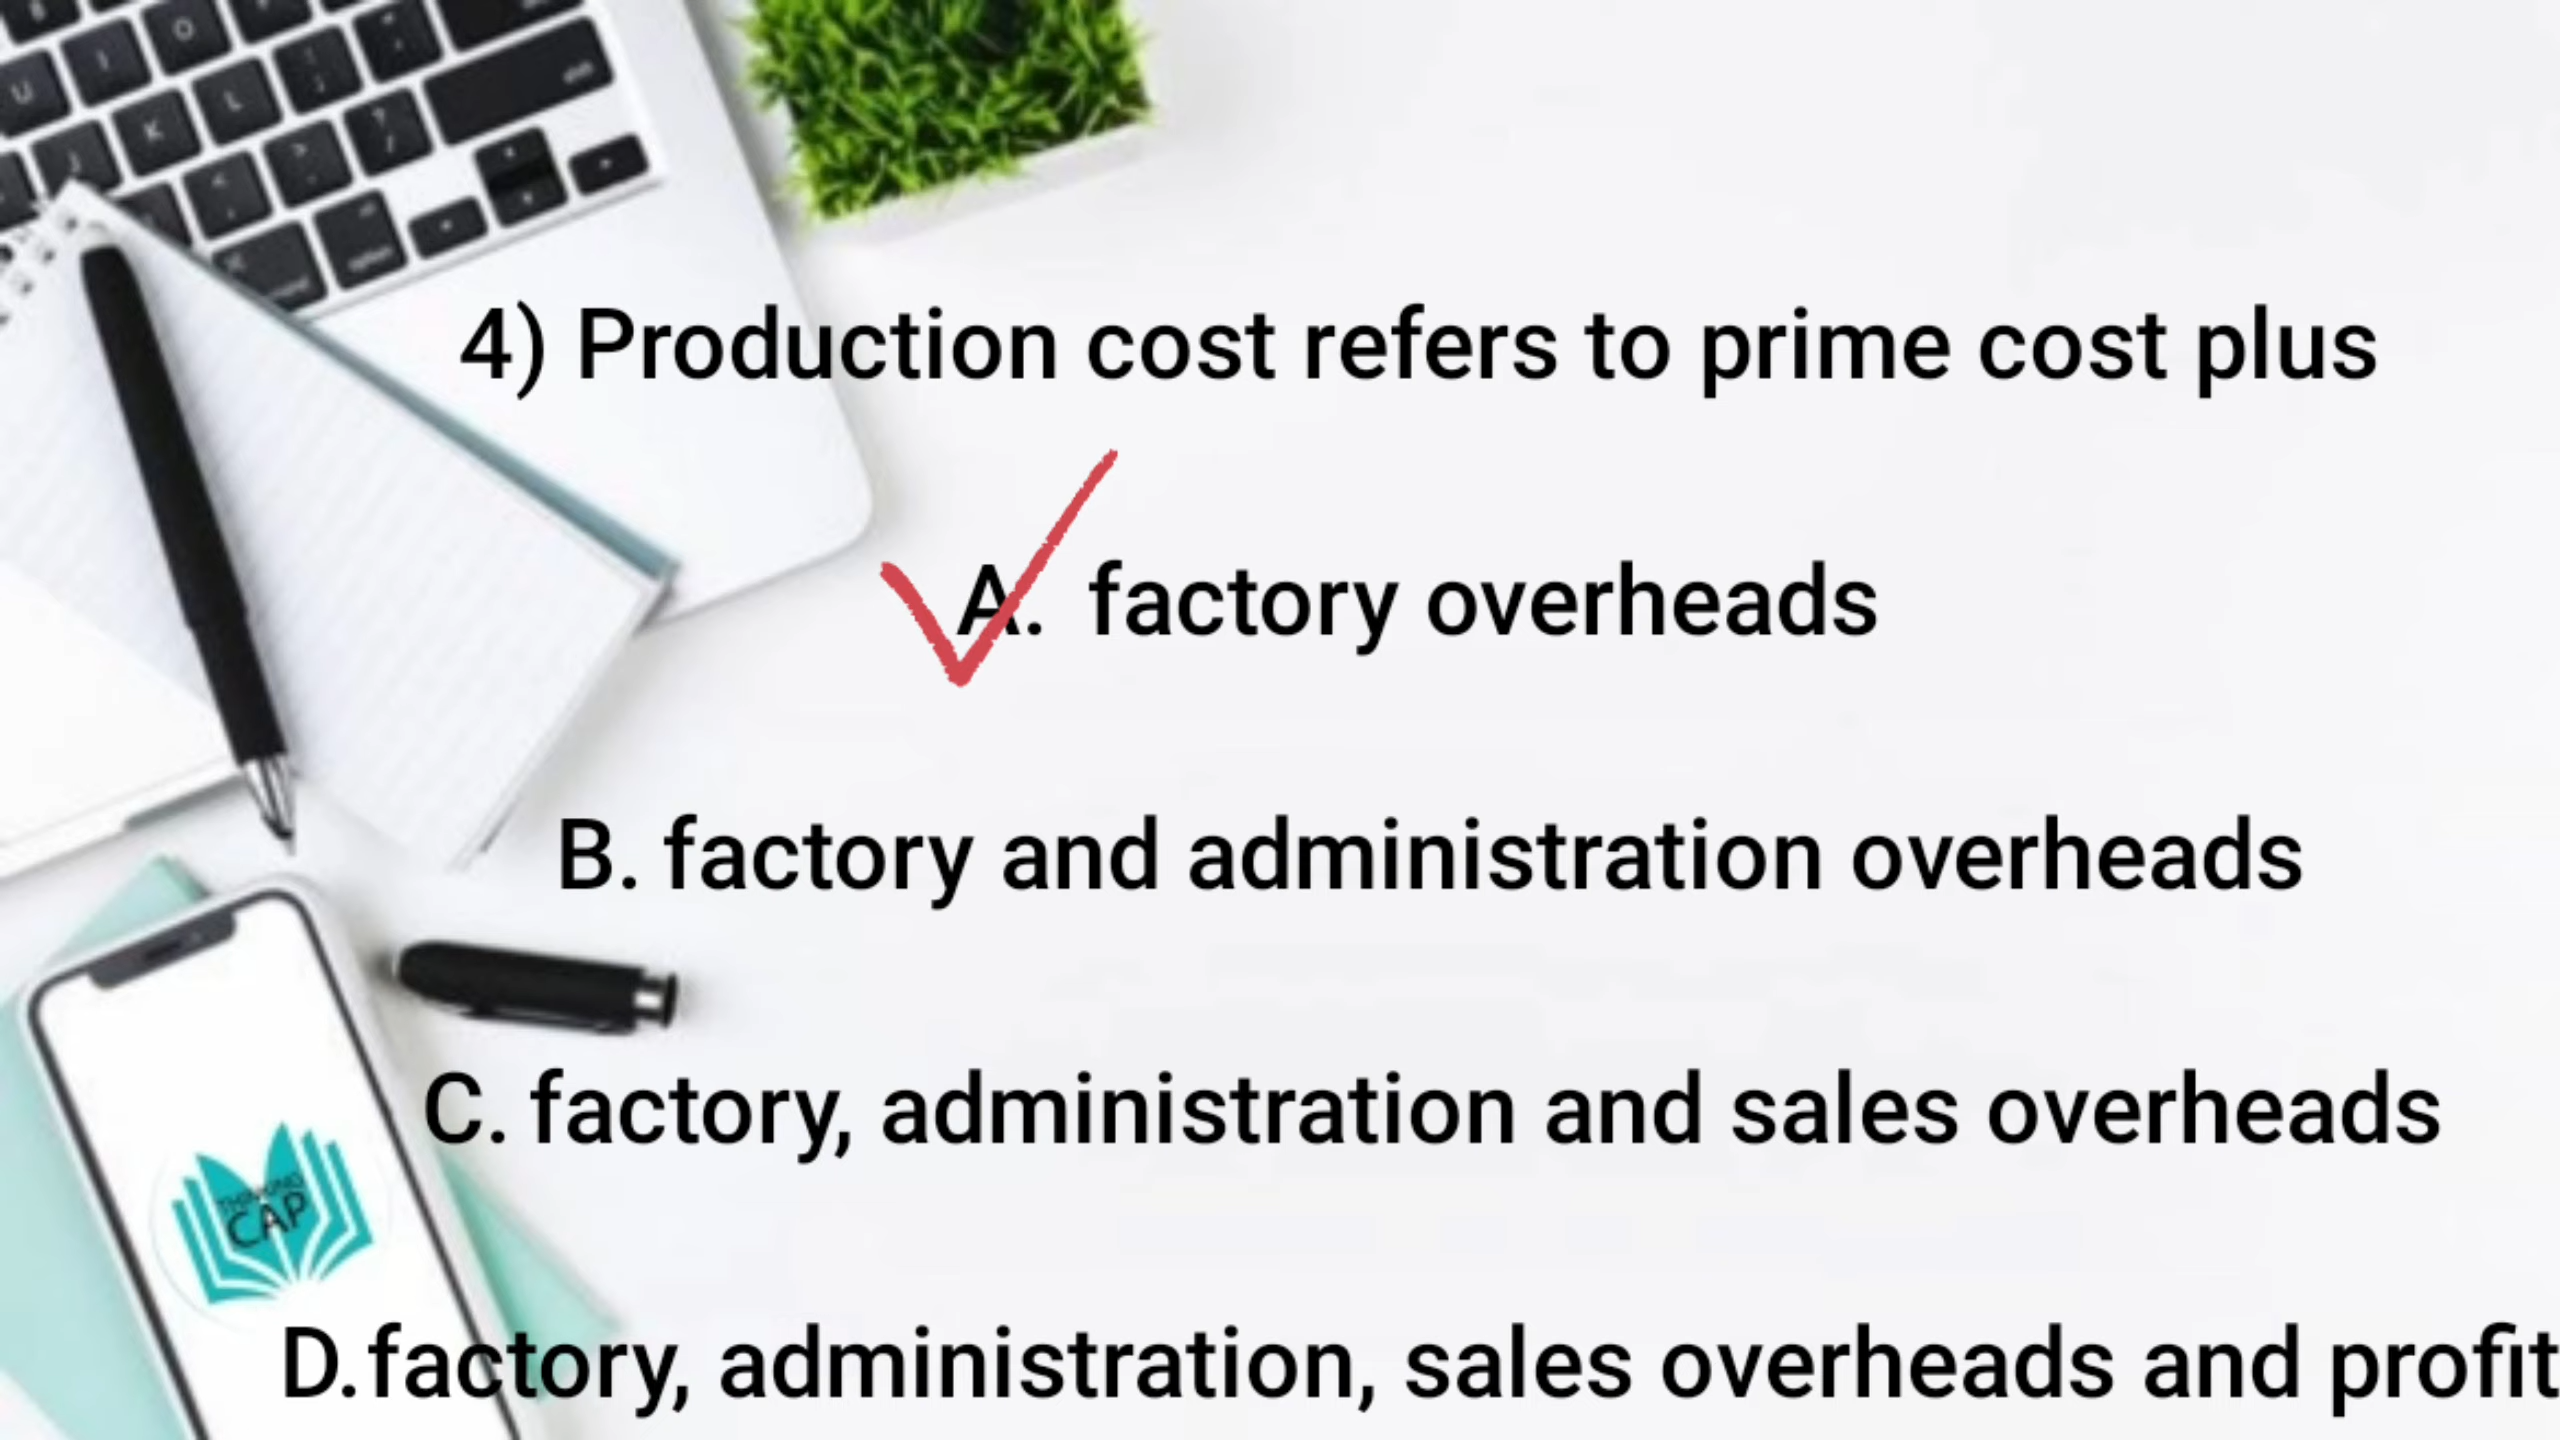 4) Production cost refers to prime cost plus
A. factory overheads
B. factory and administration overheads
C. factory, administration and sales overheads
THINKING
CAP
D.factory, administration, sales overheads and profit